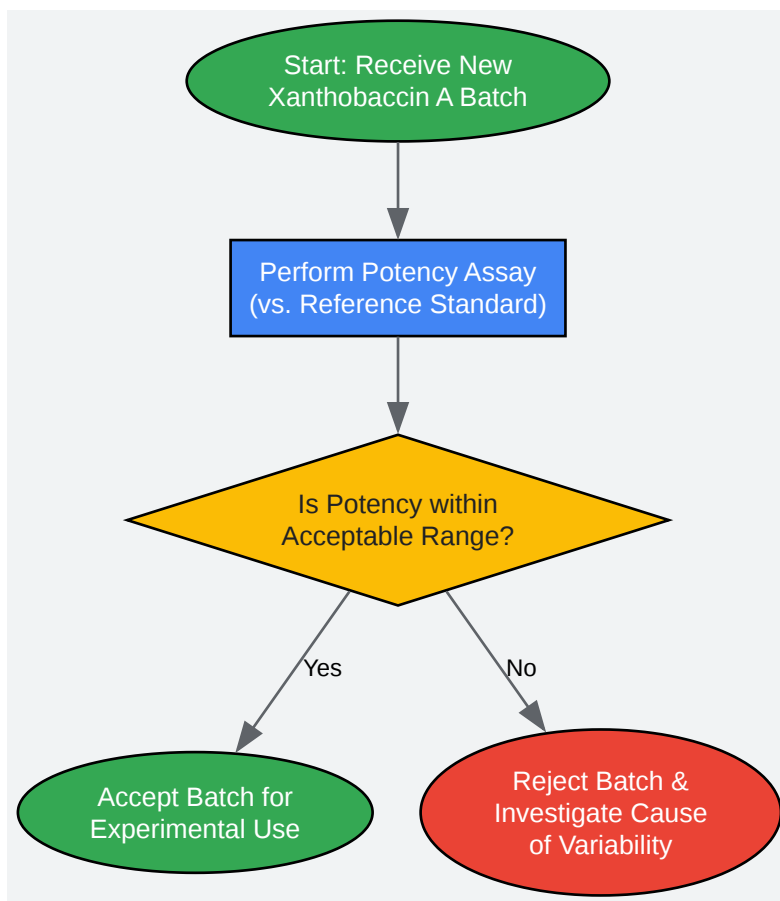 Start: Receive New
Xanthobaccin A Batch
Perform Potency Assay
(vs. Reference Standard)
Is Potency within
Acceptable Range?
Yes
No
Accept Batch for
Experimental Use
Reject Batch &
Investigate Cause
of Variability